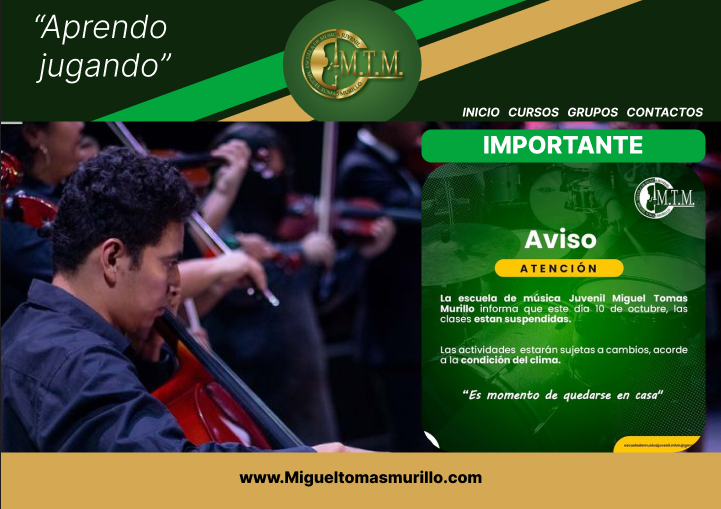 “Aprendo
jugando”
M.T.M.
INICIO CURSOS GRUPOS CONTACTOS
IMPORTANTE
M.T.M.
Aviso
ATENCIÓN
La escuela de música Juvenil Miguel Tomas
Murillo informa que este día 10 de octubre, las
clases estan suspendidas.
Las actividades estarán sujetas a cambios, acorde
a la condición del clima.
“Es momento de quedarse en casa”
www.Migueltomasmurillo.com